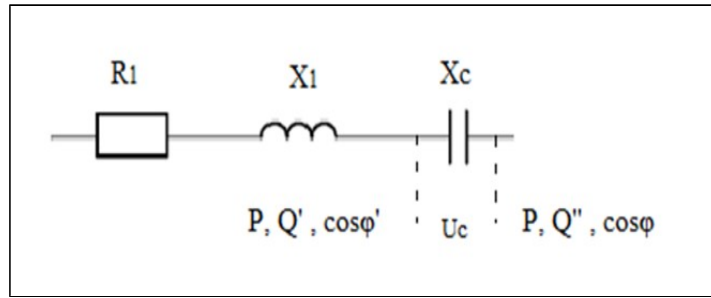 R1 X1 Xc
P, Q' , cosφ' Uc P, Q'' , cosφ